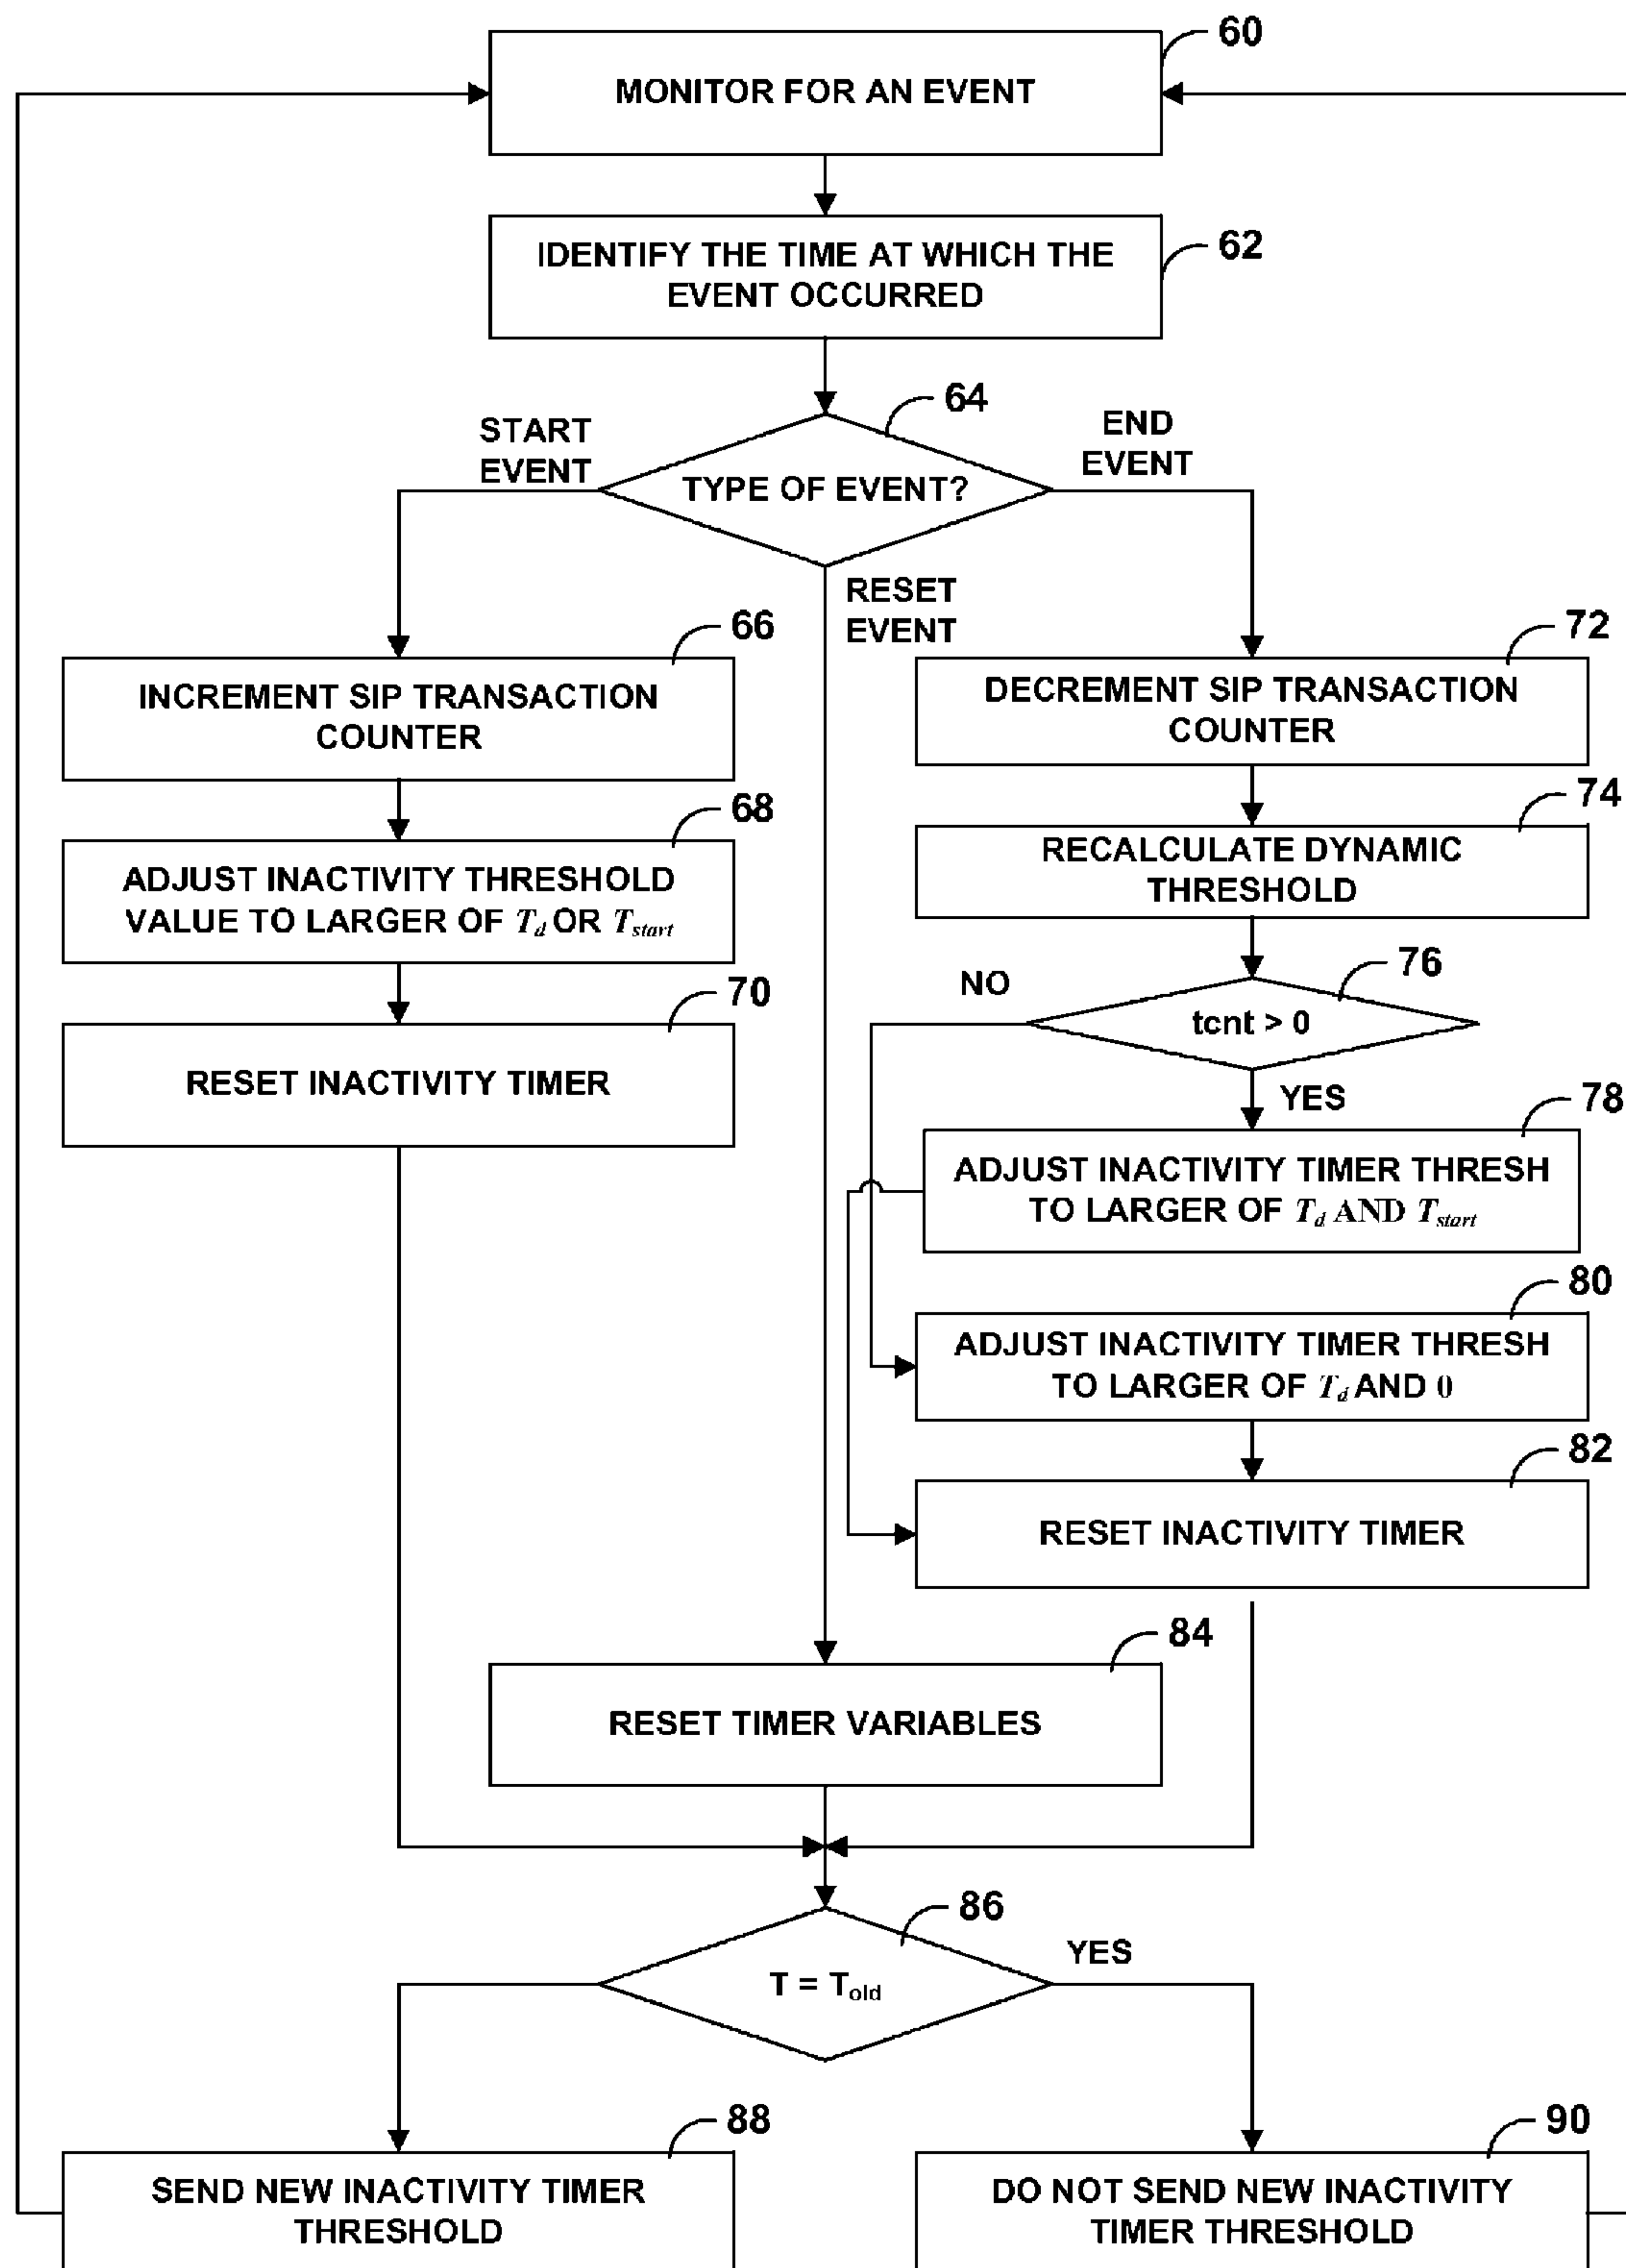 60
MONITOR FOR AN EVENT
62
IDENTIFY THE TIME AT WHICH THE
EVENT OCCURRED
64
START
EVENT
END
EVENT
TYPE OF EVENT?
RESET
EVENT
66
INCREMENT SIP TRANSACTION
COUNTER
68
ADJUST INACTIVITY THRESHOLD
VALUE TO LARGER OF Td OR Tstart
70
RESET INACTIVITY TIMER
72
DECREMENT SIP TRANSACTION
COUNTER
74
RECALCULATE DYNAMIC
THRESHOLD
76
NO
tcnt > 0
YES
78
ADJUST INACTIVITY TIMER THRESH
TO LARGER OF Td AND Tstart
80
ADJUST INACTIVITY TIMER THRESH
TO LARGER OF Td AND 0
82
RESET INACTIVITY TIMER
84
RESET TIMER VARIABLES
86
YES
T = Told
88
SEND NEW INACTIVITY TIMER
THRESHOLD
90
DO NOT SEND NEW INACTIVITY
TIMER THRESHOLD